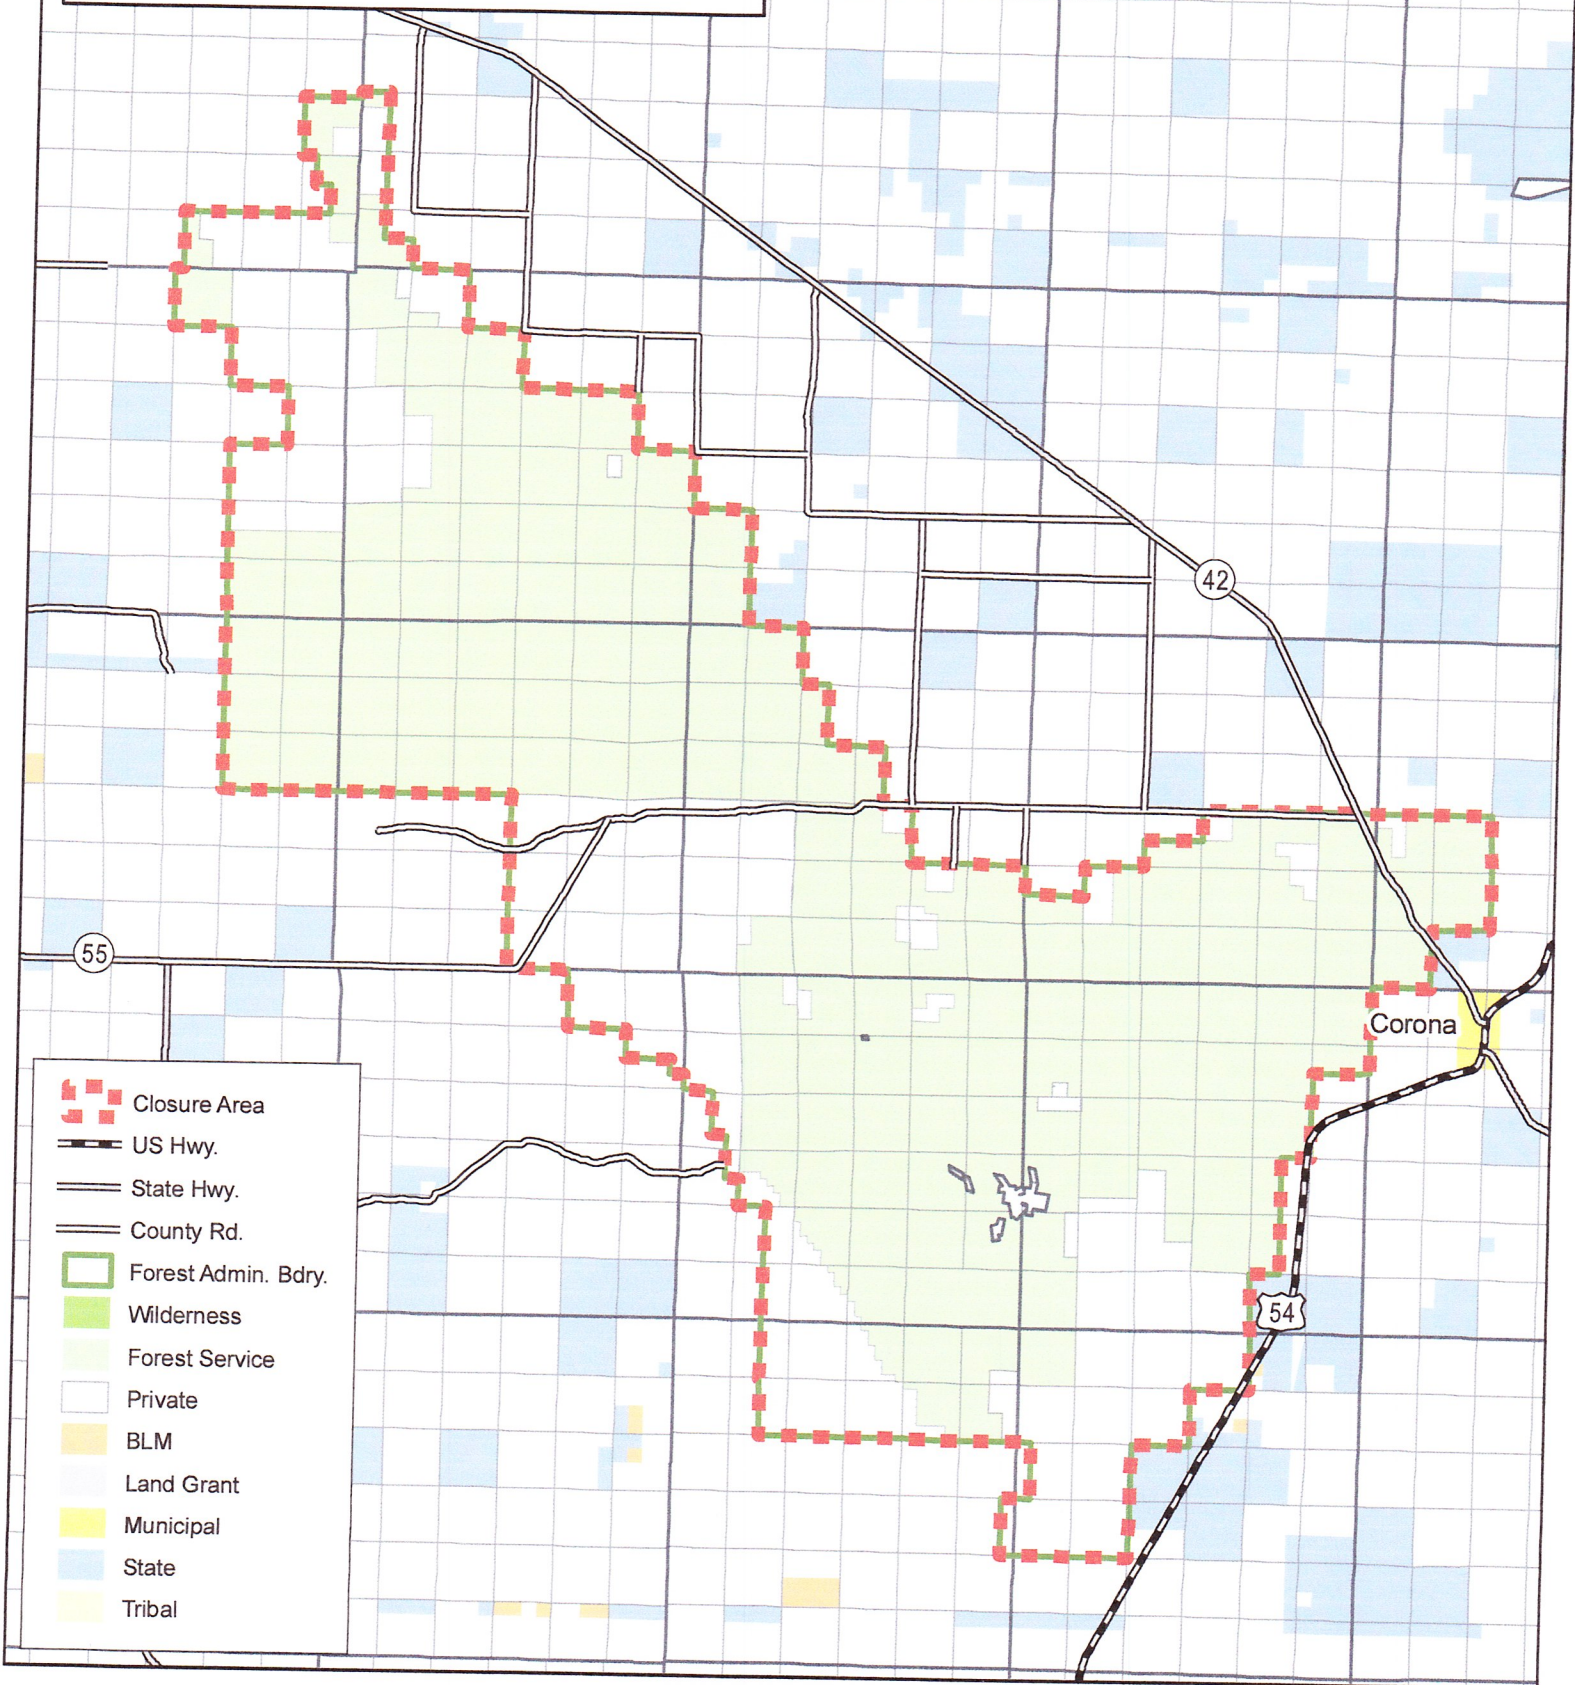 42
55
Corona
54
Closure Area
US Hwy.
State Hwy.
County Rd.
Forest Admin. Bdry.
Wilderness
Forest Service
Private
BLM
Land Grant
Municipal
State
Tribal